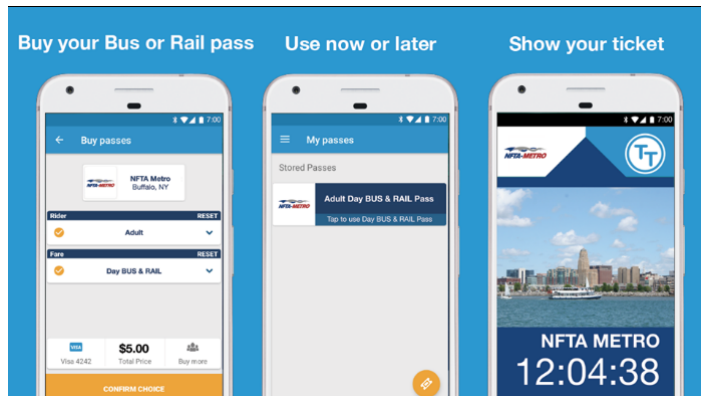 Buy your Bus or Rail pass
7:00
Buy passes
NFTA-METRO
NFTA Metro
Buffalo, NY
Rider RESET
Adult
Fare RESET
Day BUS & RAIL
VISA
Visa 4242
$5.00
Total Price
Buy more
CONFIRM CHOICE
Use now or later
7:00
My passes
Stored Passes
NFTA-METRO
Adult Day BUS & RAIL Pass
Tap to use Day BUS & RAIL Pass
Show your ticket
7:00
NFTA-METRO
TT
NFTA METRO
12:04:38